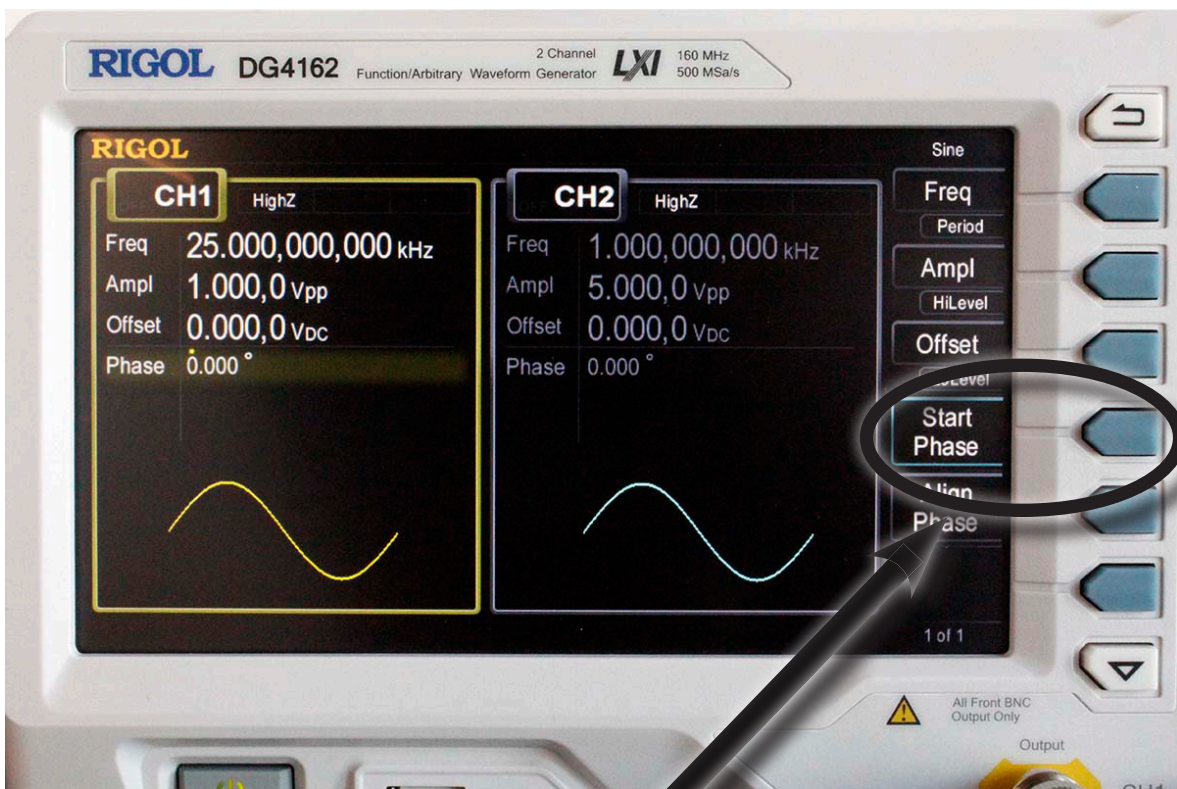 RIGOL DG4162 Function/Arbitrary Waveform Generator 2 Channel LXI 160 MHz
500 MSa/s
RIGOL
Sine
CH1 HighZ
Freq 25.000,000,000 kHz
Ampl 1.000,0 Vpp
Offset 0.000,0 VDC
Phase 0.000 °
CH2 HighZ
Freq 1.000,000,000 kHz
Ampl 5.000,0 Vpp
Offset 0.000,0 VDC
Phase 0.000 °
Freq
Period
Ampl
HiLevel
Offset
Start
Phase
Align
Phase
1 of 1
All Front BNC
Output Only
Output
CH1